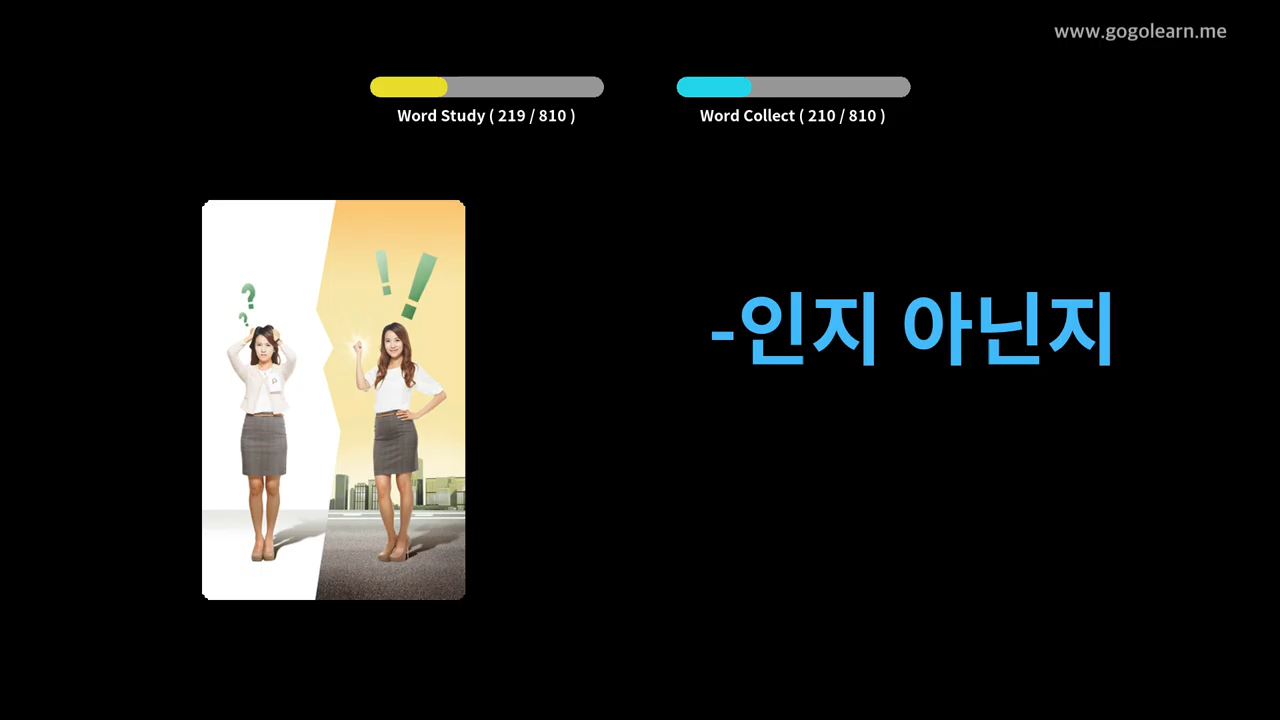 www.gogolearn.me
Word Study ( 219 / 810 )
Word Collect ( 210 / 810 )
? ? ! !
-인지 아닌지